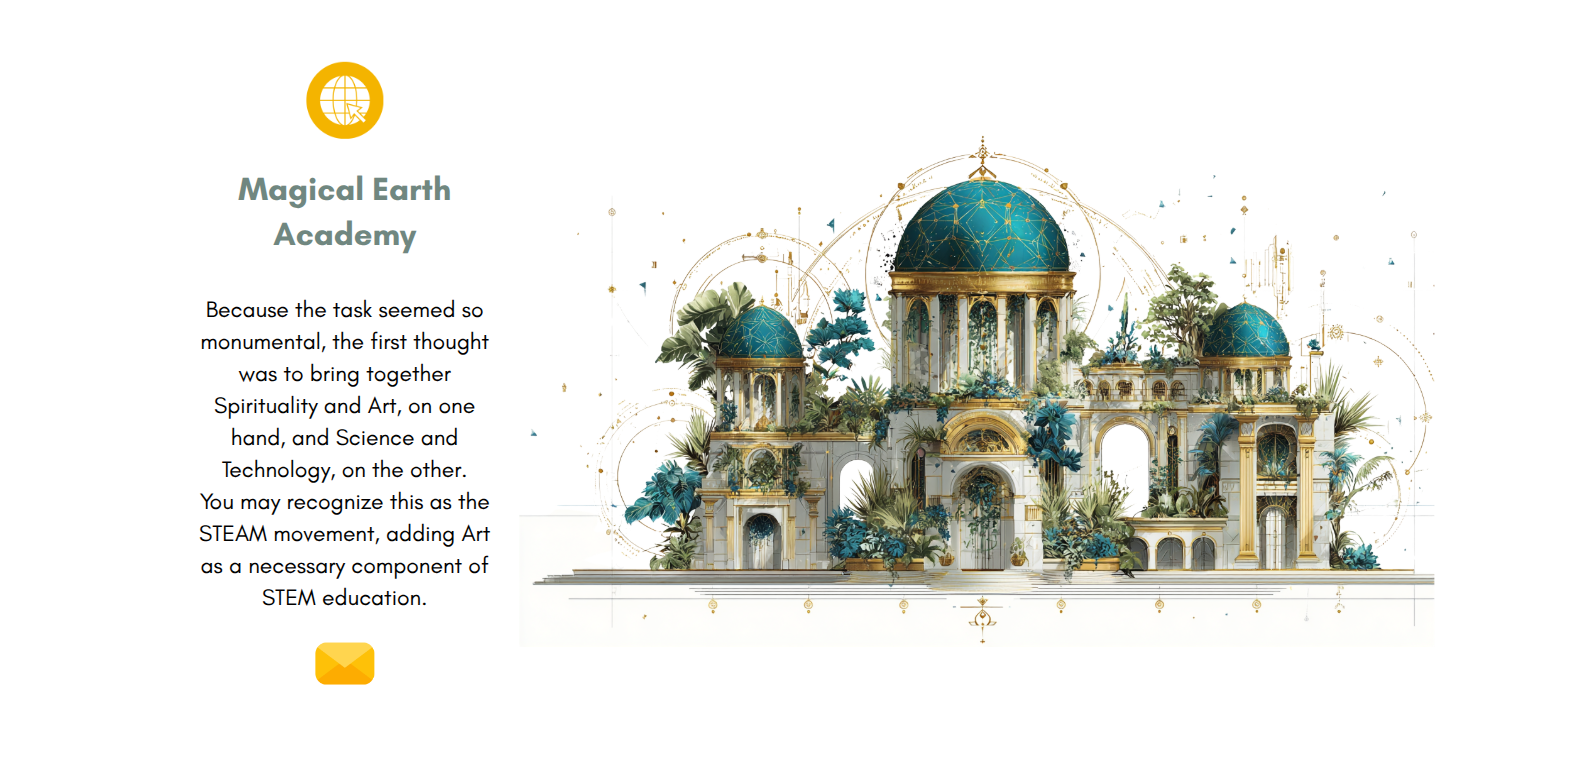 Magical Earth
Academy
Because the task seemed so
monumental, the first thought
was to bring together
Spirituality and Art, on one
hand, and Science and
Technology, on the other.
You may recognize this as the
STEAM movement, adding Art
as a necessary component of
STEM education.